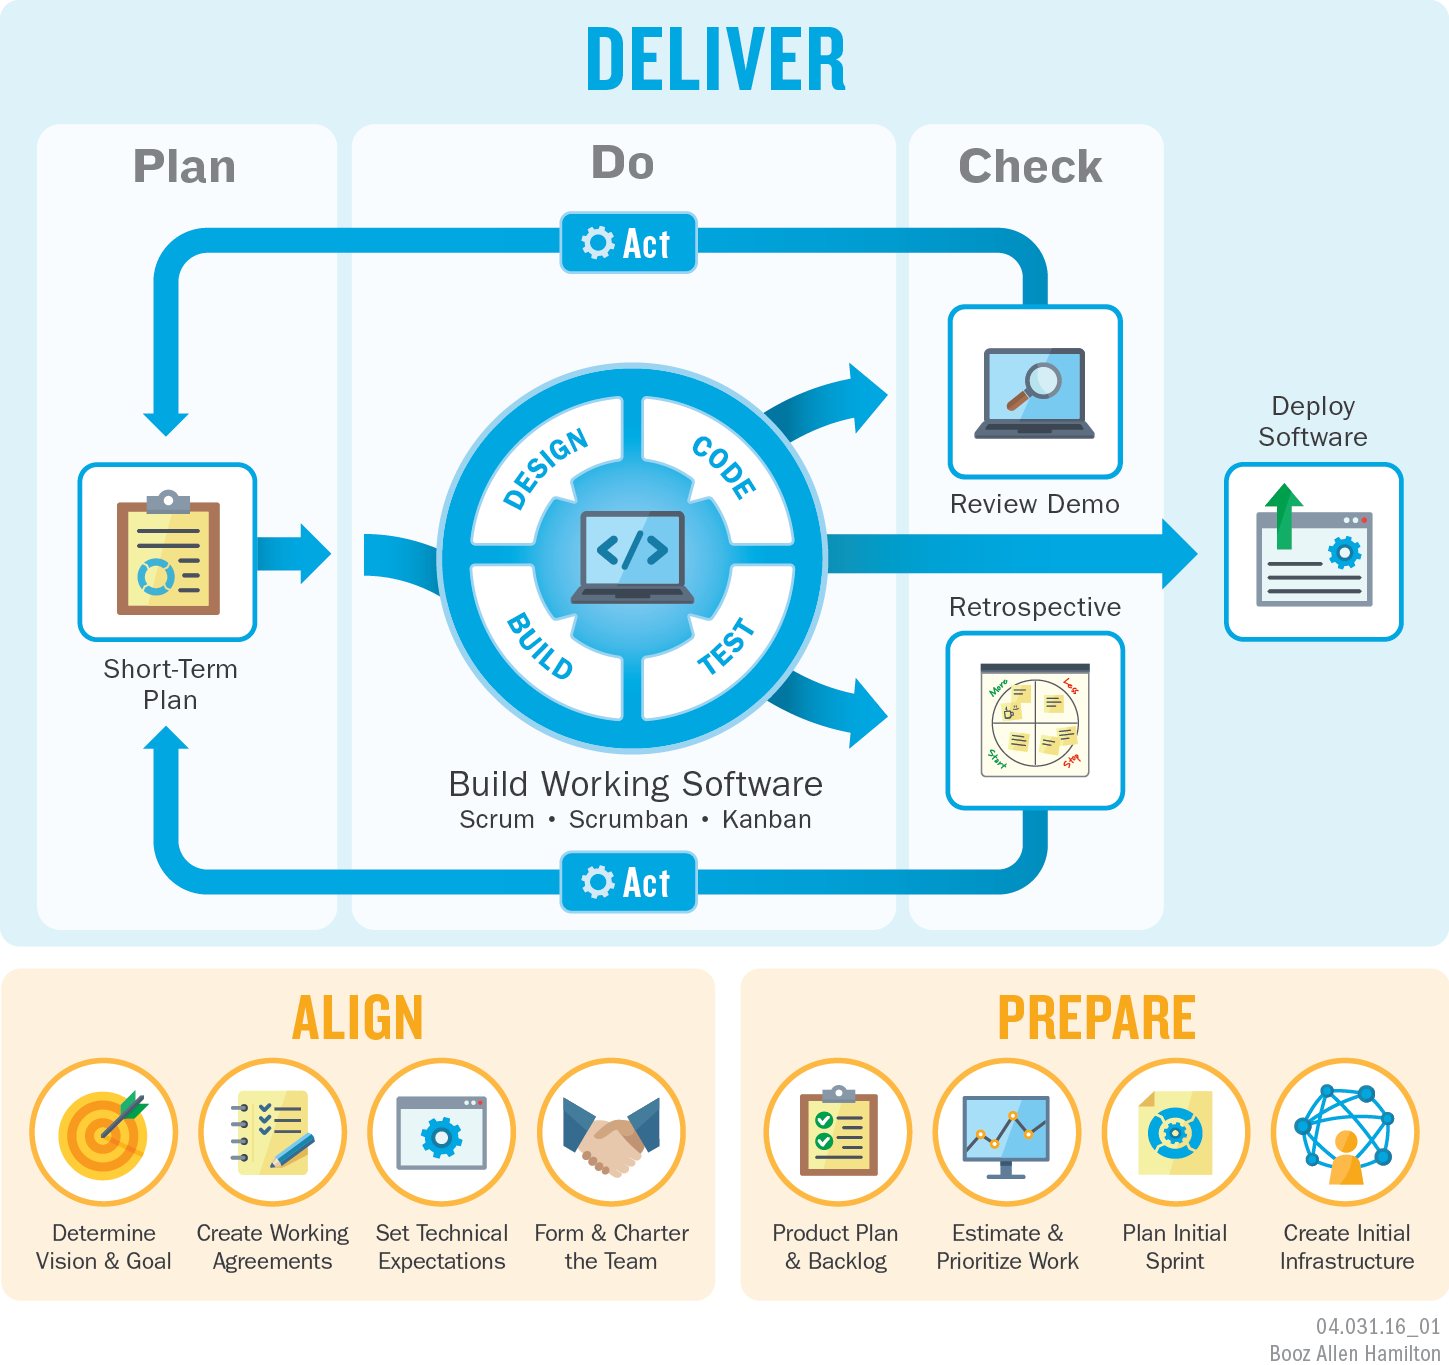 DELIVER
Plan
Do
Check
Act
DESIGN
CODE
BUILD
TEST
</>
Short-Term
Plan
Build Working Software
Scrum • Scrumban • Kanban
Act
Review Demo
Retrospective
More
Less
Start
Stop
Deploy
Software
ALIGN
Determine
Vision & Goal
Create Working
Agreements
Set Technical
Expectations
Form & Charter
the Team
PREPARE
Product Plan
& Backlog
Estimate &
Prioritize Work
Plan Initial
Sprint
Create Initial
Infrastructure
04.031.16_01
Booz Allen Hamilton